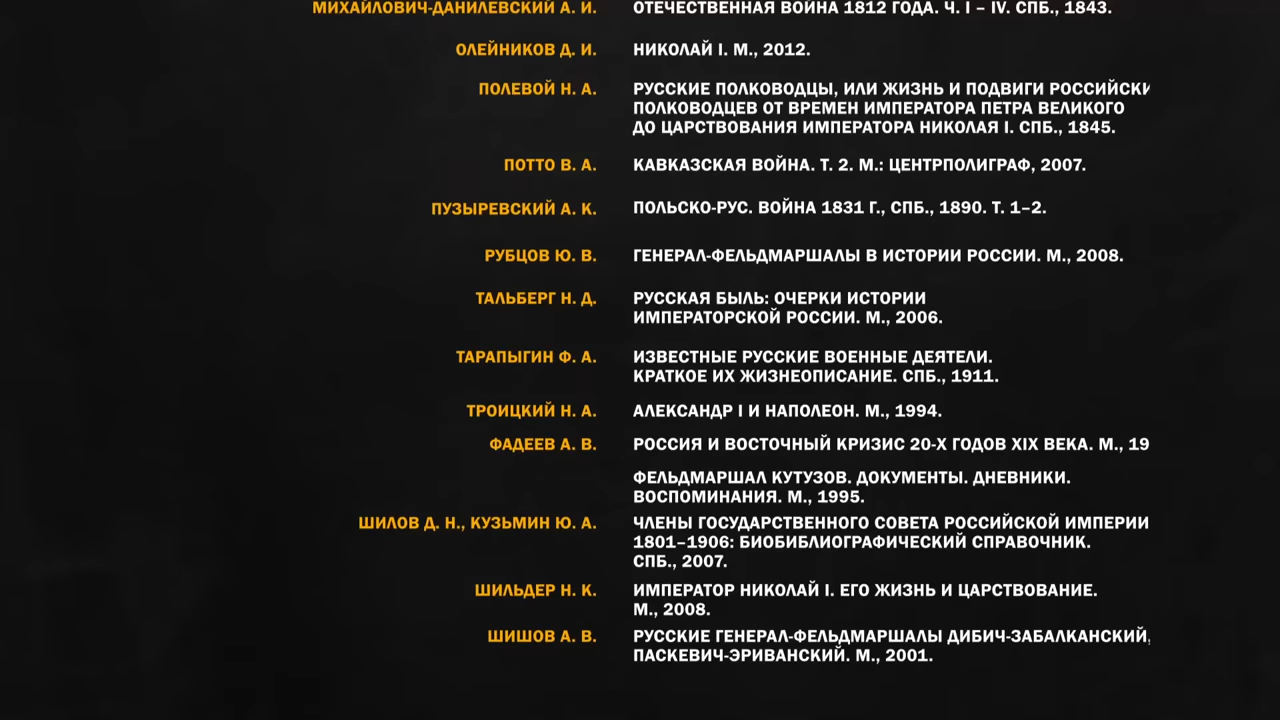 МИХАЙЛОВИЧ-ДАНИЛЕВСКИЙ А. И. ОТЕЧЕСТВЕННАЯ ВОЙНА 1812 ГОДА. Ч. I – IV. СПБ., 1843.
ОЛЕЙНИКОВ Д. И. НИКОЛАЙ I. М., 2012.
ПОЛЕВОЙ Н. А. РУССКИЕ ПОЛКОВОДЦЫ, ИЛИ ЖИЗНЬ И ПОДВИГИ РОССИЙСКИ
ПОЛКОВОДЦЕВ ОТ ВРЕМЕН ИМПЕРАТОРА ПЕТРА ВЕЛИКОГО
ДО ЦАРСТВОВАНИЯ ИМПЕРАТОРА НИКОЛАЯ I. СПБ., 1845.
ПОТТО В. А. КАВКАЗСКАЯ ВОЙНА. Т. 2. М.: ЦЕНТРПОЛИГРАФ, 2007.
ПУЗЫРЕВСКИЙ А. К. ПОЛЬСКО-РУС. ВОЙНА 1831 Г., СПБ., 1890. Т. 1–2.
РУБЦОВ Ю. В. ГЕНЕРАЛ-ФЕЛЬДМАРШАЛЫ В ИСТОРИИ РОССИИ. М., 2008.
ТАЛЬБЕРГ Н. Д. РУССКАЯ БЫЛЬ: ОЧЕРКИ ИСТОРИИ
ИМПЕРАТОРСКОЙ РОССИИ. М., 2006.
ТАРАПЫГИН Ф. А. ИЗВЕСТНЫЕ РУССКИЕ ВОЕННЫЕ ДЕЯТЕЛИ.
КРАТКОЕ ИХ ЖИЗНЕОПИСАНИЕ. СПБ., 1911.
ТРОИЦКИЙ Н. А. АЛЕКСАНДР I И НАПОЛЕОН. М., 1994.
ФАДЕЕВ А. В. РОССИЯ И ВОСТОЧНЫЙ КРИЗИС 20-Х ГОДОВ XIX ВЕКА. М., 19
ФЕЛЬДМАРШАЛ КУТУЗОВ. ДОКУМЕНТЫ. ДНЕВНИКИ.
ВОСПОМИНАНИЯ. М., 1995.
ШИЛОВ Д. Н., КУЗЬМИН Ю. А. ЧЛЕНЫ ГОСУДАРСТВЕННОГО СОВЕТА РОССИЙСКОЙ ИМПЕРИИ
1801–1906: БИОБИБЛИОГРАФИЧЕСКИЙ СПРАВОЧНИК.
СПБ., 2007.
ШИЛЬДЕР Н. К. ИМПЕРАТОР НИКОЛАЙ I. ЕГО ЖИЗНЬ И ЦАРСТВОВАНИЕ.
М., 2008.
ШИШОВ А. В. РУССКИЕ ГЕНЕРАЛ-ФЕЛЬДМАРШАЛЫ ДИБИЧ-ЗАБАЛКАНСКИЙ,
ПАСКЕВИЧ-ЭРИВАНСКИЙ. М., 2001.